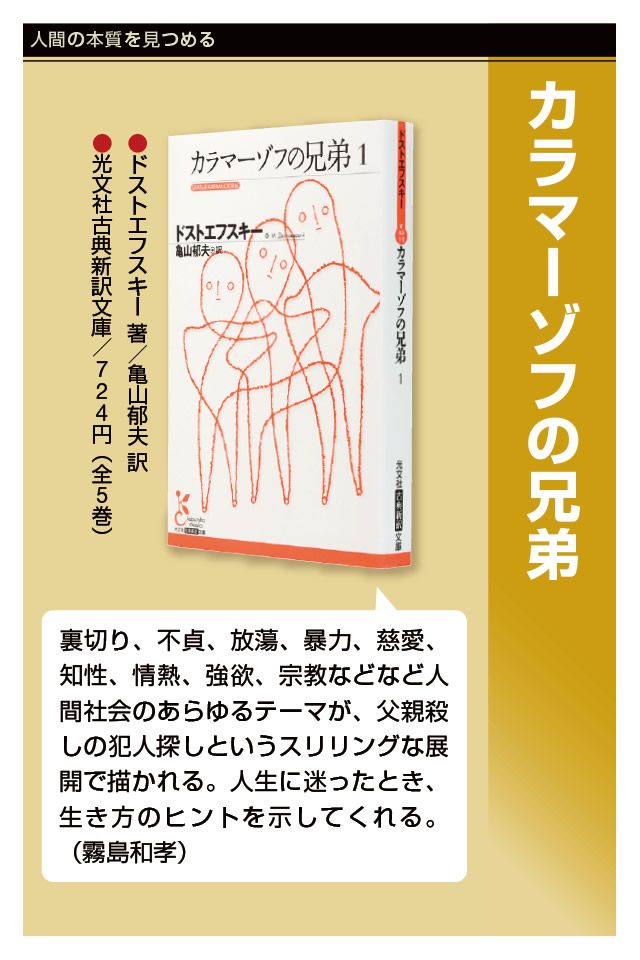 人間の本質を見つめる
カラマーゾフの兄弟
●ドストエフスキー 著／亀山郁夫 訳
●光文社古典新訳文庫／724円（全5巻）
カラマーゾフの兄弟 1
ドストエフスキー
亀山郁夫・訳
ドストエフスキー
カラマーゾフの兄弟
1
光文社
古典新訳
文庫
裏切り、不貞、放蕩、暴力、慈愛、
知性、情熱、強欲、宗教などなど人
間社会のあらゆるテーマが、父親殺
しの犯人探しというスリリングな展
開で描かれる。人生に迷ったとき、
生き方のヒントを示してくれる。
（霧島和孝）